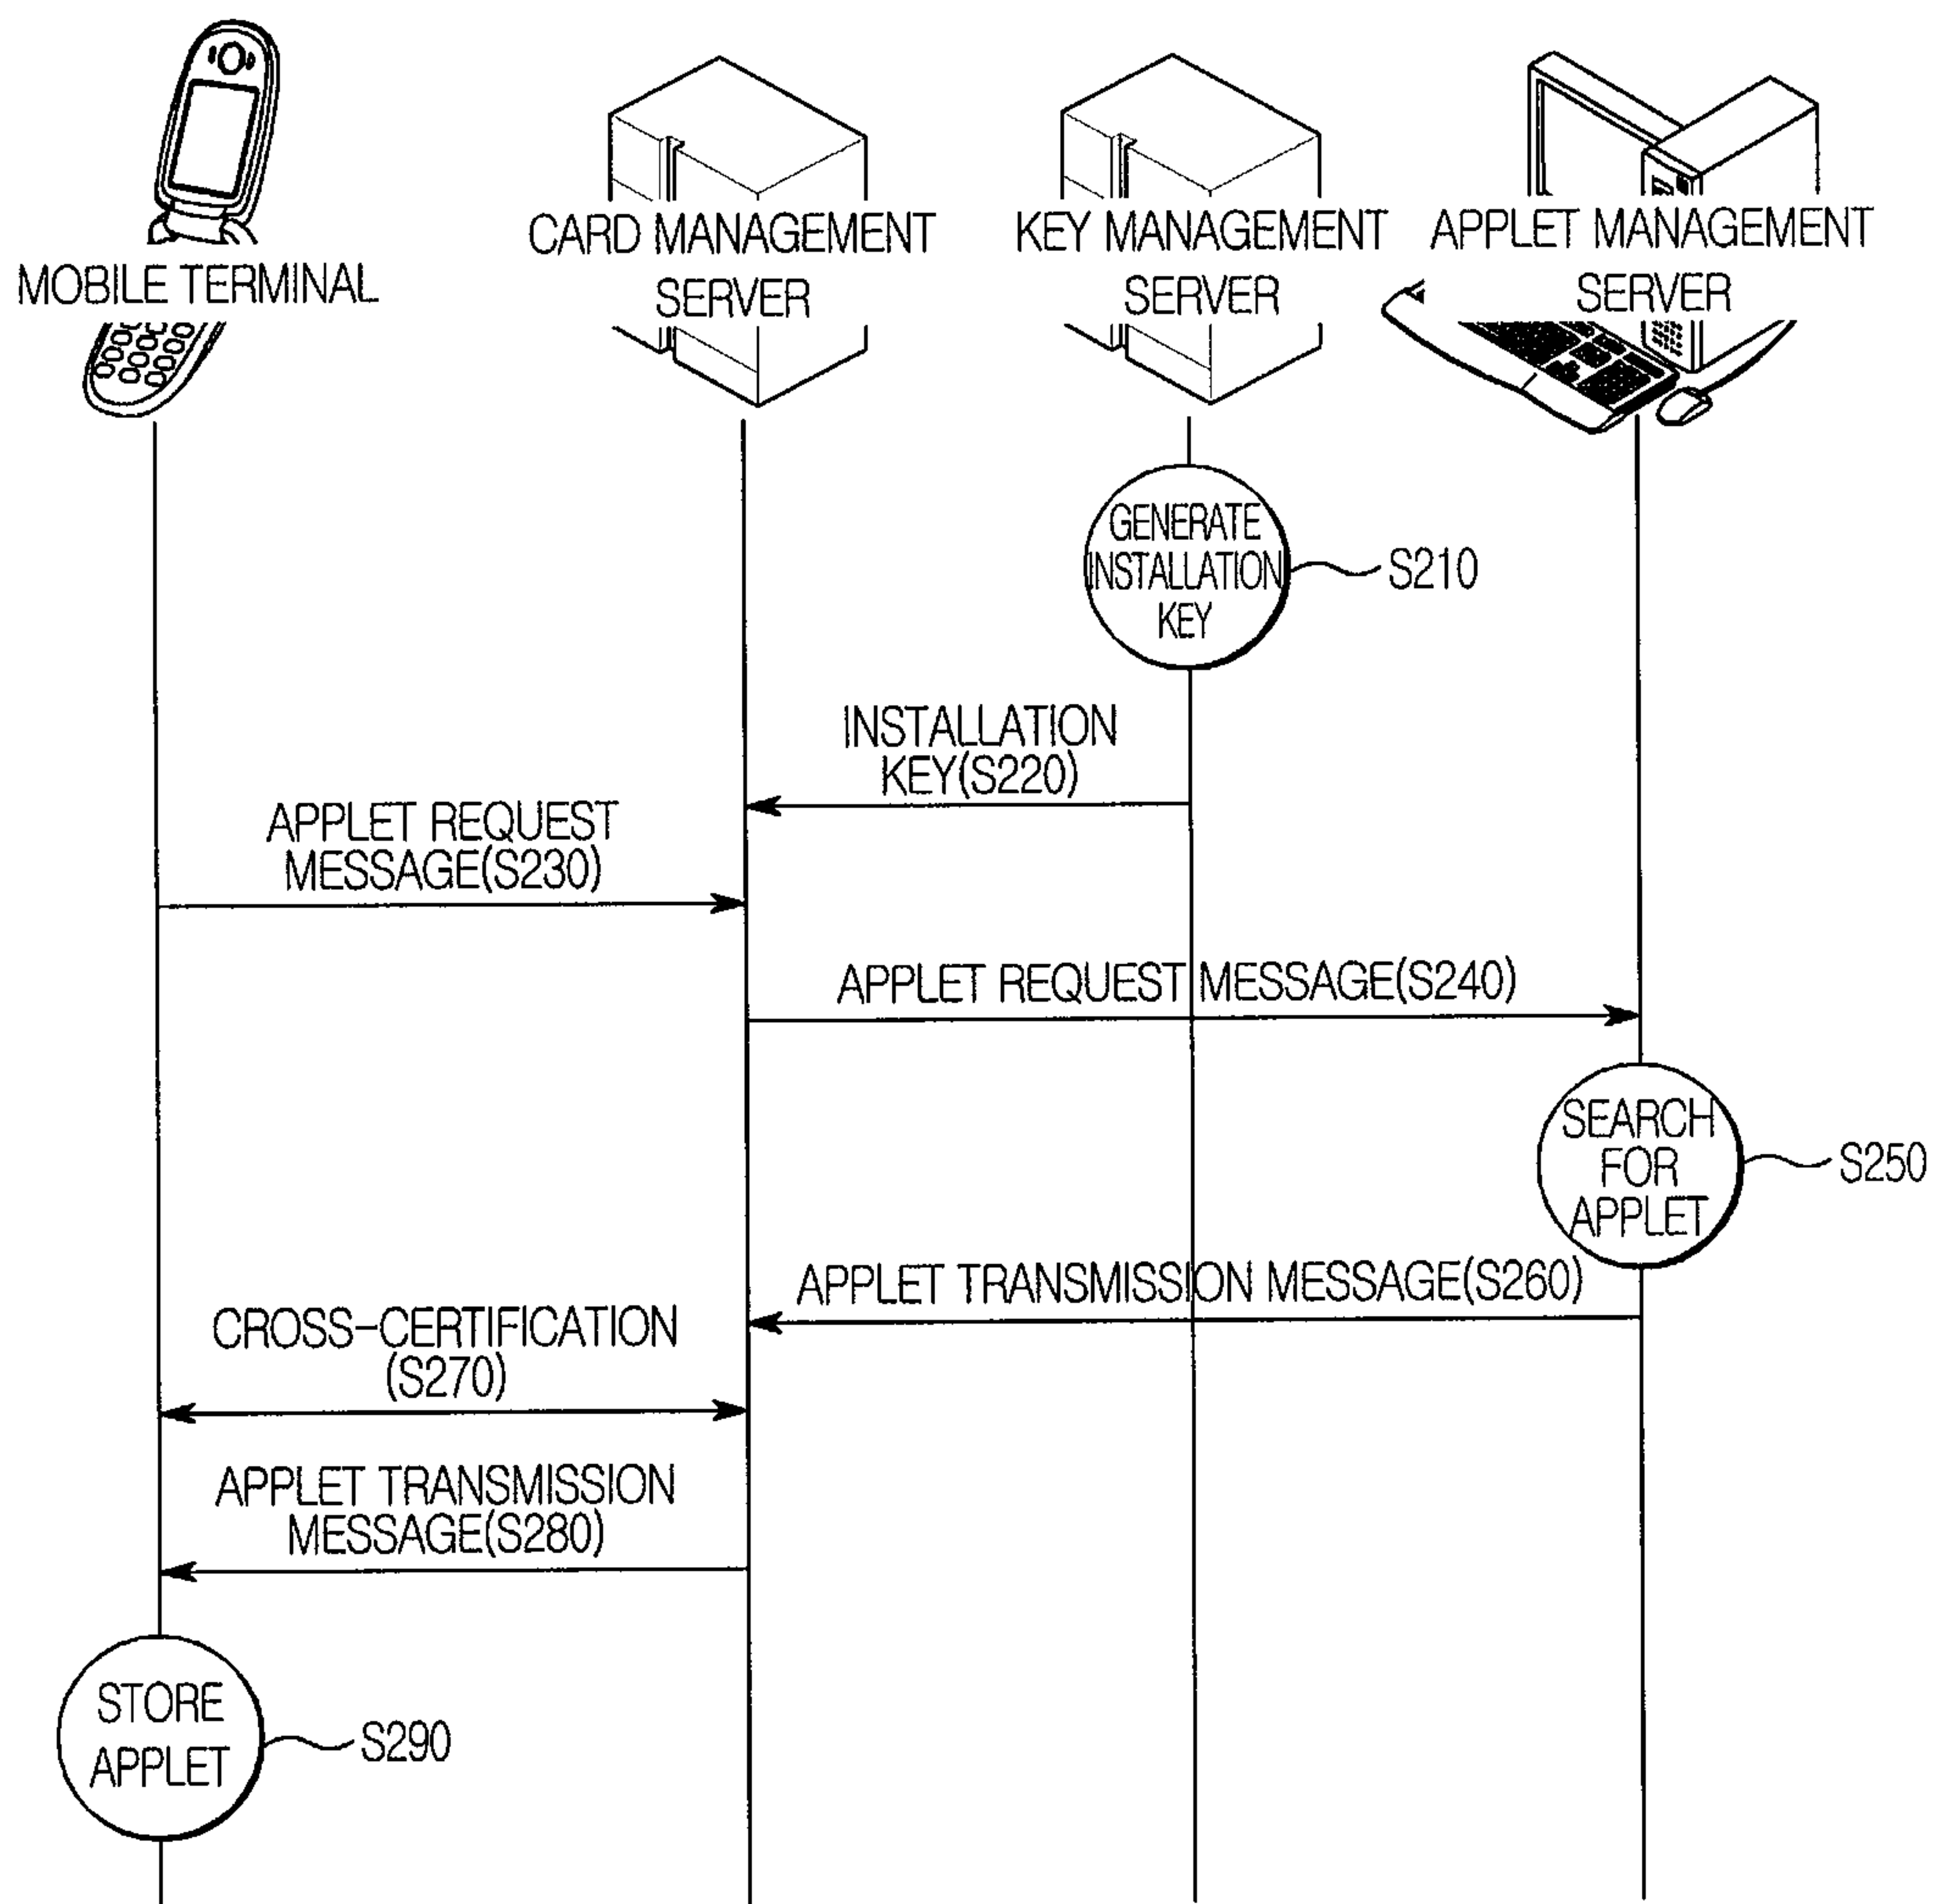 MOBILE TERMINAL
CARD MANAGEMENT
SERVER
KEY MANAGEMENT
SERVER
APPLET MANAGEMENT
SERVER
GENERATE
INSTALLATION
KEY
S210
INSTALLATION
KEY(S220)
APPLET REQUEST
MESSAGE(S230)
APPLET REQUEST MESSAGE(S240)
SEARCH
FOR
APPLET
S250
APPLET TRANSMISSION MESSAGE(S260)
CROSS-CERTIFICATION
(S270)
APPLET TRANSMISSION
MESSAGE(S280)
STORE
APPLET
S290